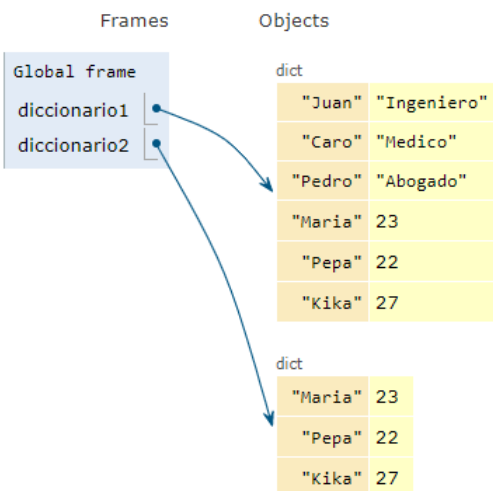 Frames Objects
Global frame
diccionario1
diccionario2
dict
"Juan" "Ingeniero"
"Caro" "Medico"
"Pedro" "Abogado"
"Maria" 23
"Pepa" 22
"Kika" 27
dict
"Maria" 23
"Pepa" 22
"Kika" 27